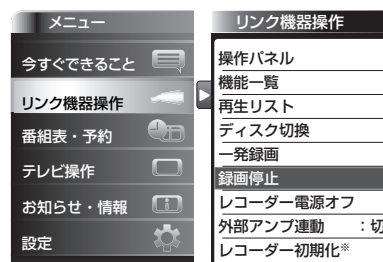 メニュー
今すぐできること
リンク機器操作
番組表・予約
テレビ操作
お知らせ・情報
設定
リンク機器操作
操作パネル
機能一覧
再生リスト
ディスク切換
一発録画
録画停止
レコーダー電源オフ
外部アンプ連動 :切
レコーダー初期化※